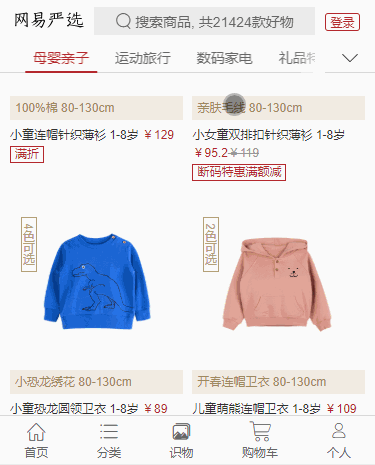 网易严选
搜索商品, 共21424款好物
登录
母婴亲子 运动旅行 数码家电 礼品特
100%棉 80-130cm
小童连帽针织薄衫 1-8岁 ￥129
满折
亲肤毛线 80-130cm
小女童双排扣针织薄衫 1-8岁
￥95.2 ￥119
断码特惠满额减
4色可选
小恐龙绣花 80-130cm
小童恐龙圆领卫衣 1-8岁 ￥89
2色可选
开春连帽卫衣 80-130cm
儿童萌熊连帽卫衣 1-8岁 ￥109
首页 分类 识物 购物车 个人